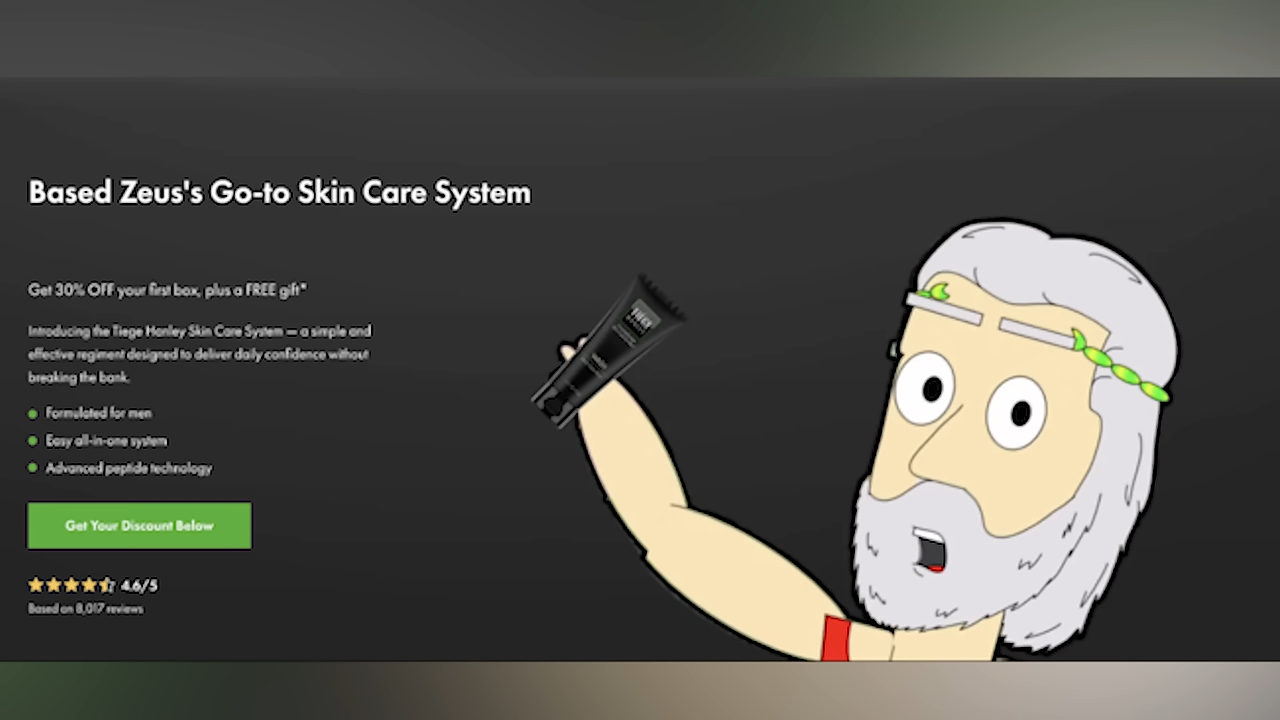 Based Zeus's Go-to Skin Care System
Get 30% OFF your first box, plus a FREE gift*
Introducing the Tiege Hanley Skin Care System — a simple and
effective regiment designed to deliver daily confidence without
breaking the bank.
Formulated for men
Easy all-in-one system
Advanced peptide technology
Get Your Discount Below
4.6/5
Based on 8,017 reviews